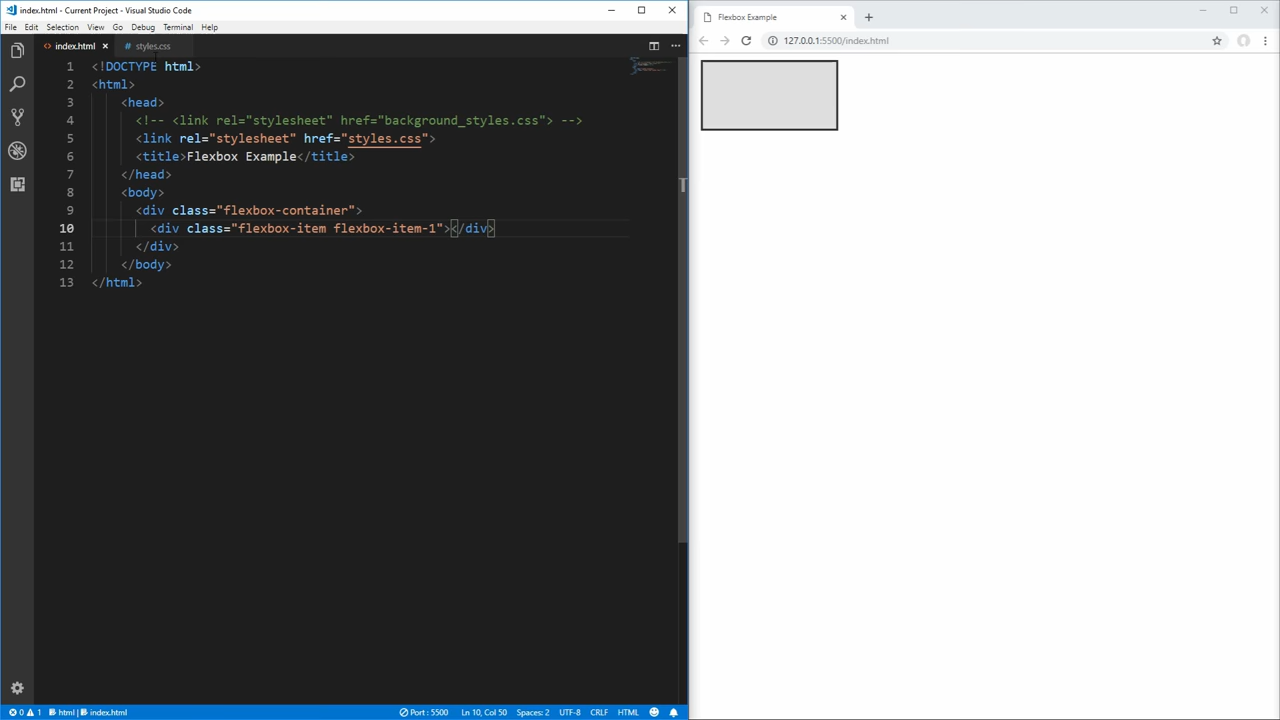 index.html - Current Project - Visual Studio Code
File Edit Selection View Go Debug Terminal Help
<> index.html × # styles.css ···
1 <!DOCTYPE html>
2 <html>
3 <head>
4 <!-- <link rel="stylesheet" href="background_styles.css"> -->
5 <link rel="stylesheet" href="styles.css">
6 <title>Flexbox Example</title>
7 </head>
8 <body>
9 <div class="flexbox-container">
10 <div class="flexbox-item flexbox-item-1"></div>
11 </div>
12 </body>
13 </html>
0 1 html | index.html Port : 5500 Ln 10, Col 50 Spaces: 2 UTF-8 CRLF HTML
Flexbox Example
127.0.0.1:5500/index.html